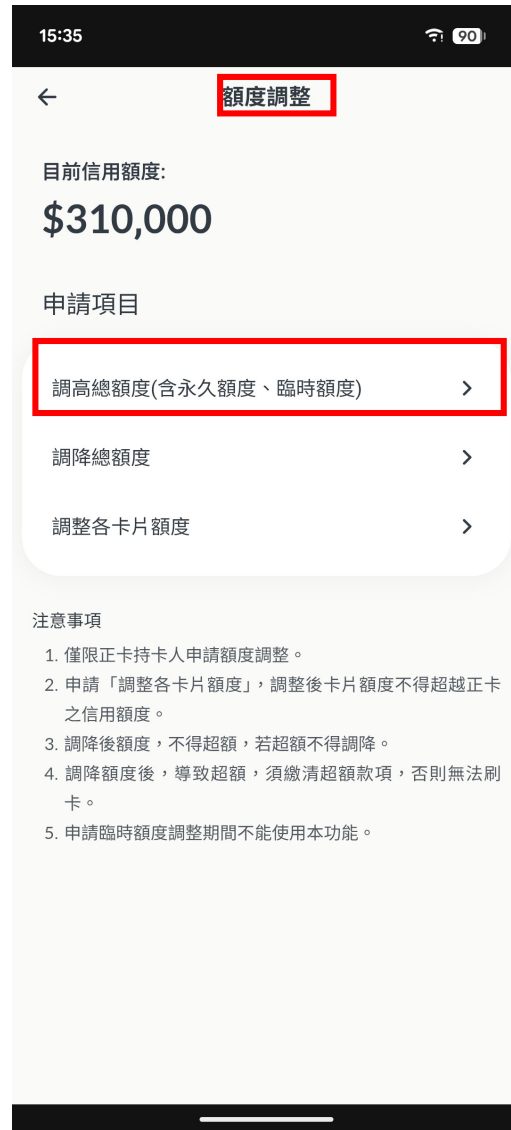 15:35
90
額度調整
目前信用額度:
$310,000
申請項目
調高總額度(含永久額度、臨時額度)
調降總額度
調整各卡片額度
注意事項
1. 僅限正卡持卡人申請額度調整。
2. 申請「調整各卡片額度」，調整後卡片額度不得超越正卡
之信用額度。
3. 調降後額度，不得超額，若超額不得調降。
4. 調降額度後，導致超額，須繳清超額款項，否則無法刷
卡。
5. 申請臨時額度調整期間不能使用本功能。